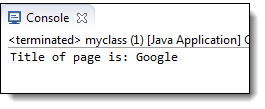 Console
<terminated> myclass (1) [Java Application]
Title of page is: Google